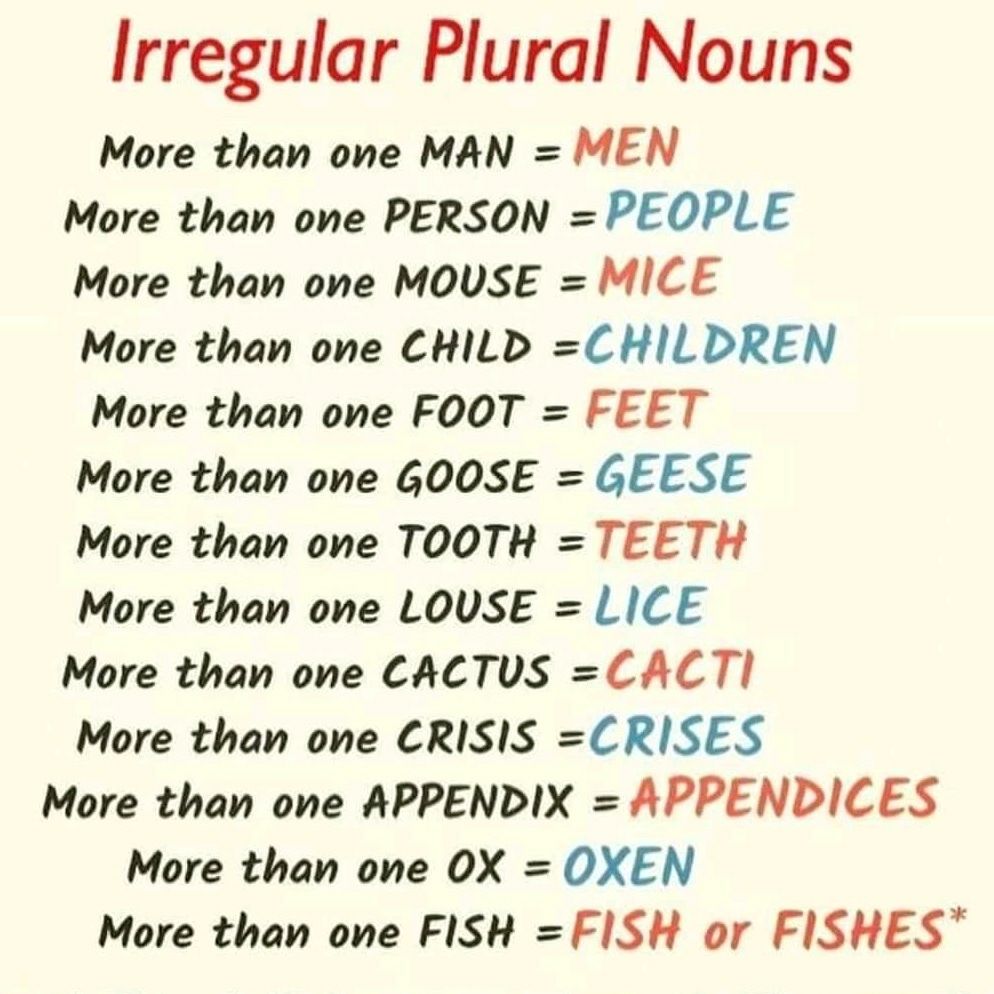 Irregular Plural Nouns
More than one MAN = MEN
More than one PERSON = PEOPLE
More than one MOUSE = MICE
More than one CHILD = CHILDREN
More than one FOOT = FEET
More than one GOOSE = GEESE
More than one TOOTH = TEETH
More than one LOUSE = LICE
More than one CACTUS = CACTI
More than one CRISIS = CRISES
More than one APPENDIX = APPENDICES
More than one OX = OXEN
More than one FISH = FISH or FISHES*